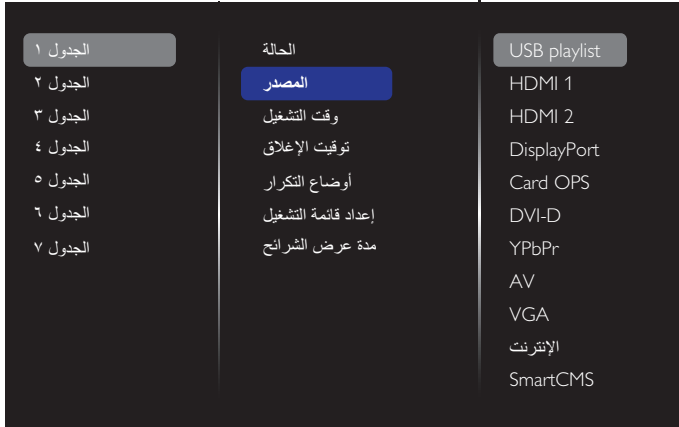 الجدول ١
الجدول ٢
الجدول ٣
الجدول ٤
الجدول ٥
الجدول ٦
الجدول ٧
الحالة
المصدر
وقت التشغيل
توقيت الإغلاق
أوضاع التكرار
إعداد قائمة التشغيل
مدة عرض الشرائح
USB playlist
HDMI 1
HDMI 2
DisplayPort
Card OPS
DVI-D
YPbPr
AV
VGA
الإنترنت
SmartCMS